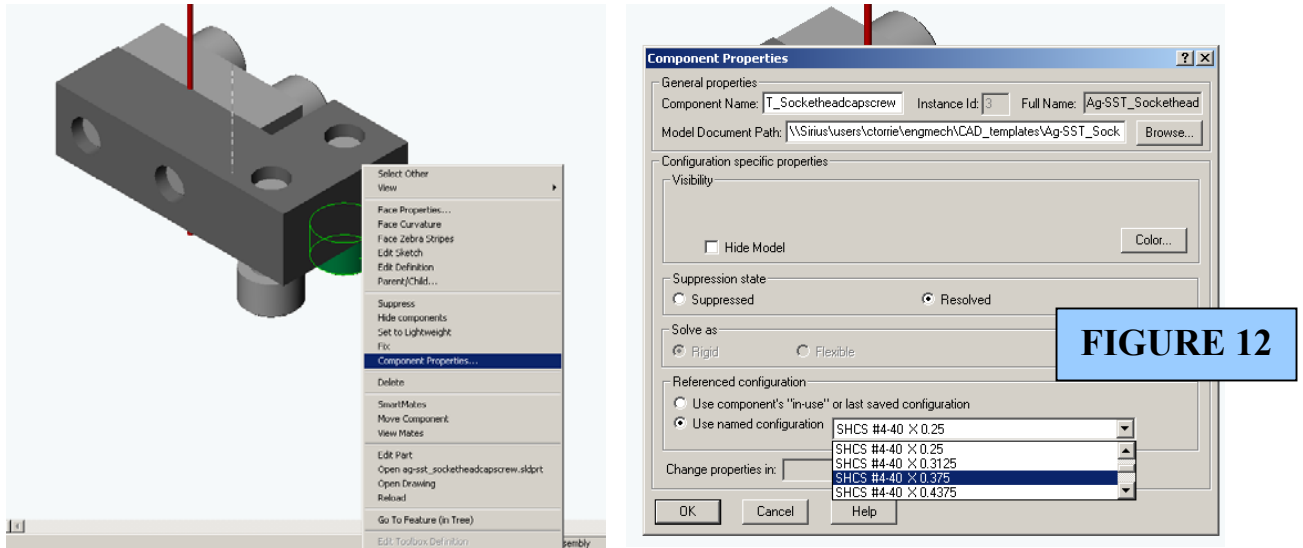 Select Other
View
Face Properties...
Face Curvature
Face Zebra Stripes
Edit Sketch
Edit Definition
Parent/Child...
Suppress
Hide components
Set to Lightweight
Fix
Component Properties...
Delete
SmartMates
Move Component
View Mates
Edit Part
Open ag-sst_socketheadcapscrew.sldprt
Open Drawing
Reload
Go To Feature (in Tree)
Edit Toolbox Definition
sembly
Component Properties
General properties
Component Name: T_Socketheadcapscrew Instance Id: 3 Full Name: Ag-SST_Sockethead
Model Document Path: \\Sirius\users\ctorrie\engmech\CAD_templates\Ag-SST_Sock Browse...
Configuration specific properties
Visibility
Hide Model Color...
Suppression state
Suppressed Resolved
Solve as
Rigid Flexible
Referenced configuration
Use component's "in-use" or last saved configuration
Use named configuration SHCS #4-40 X 0.25
SHCS #4-40 X 0.25
SHCS #4-40 X 0.3125
SHCS #4-40 X 0.375
SHCS #4-40 X 0.4375
Change properties in:
OK Cancel Help
FIGURE 12